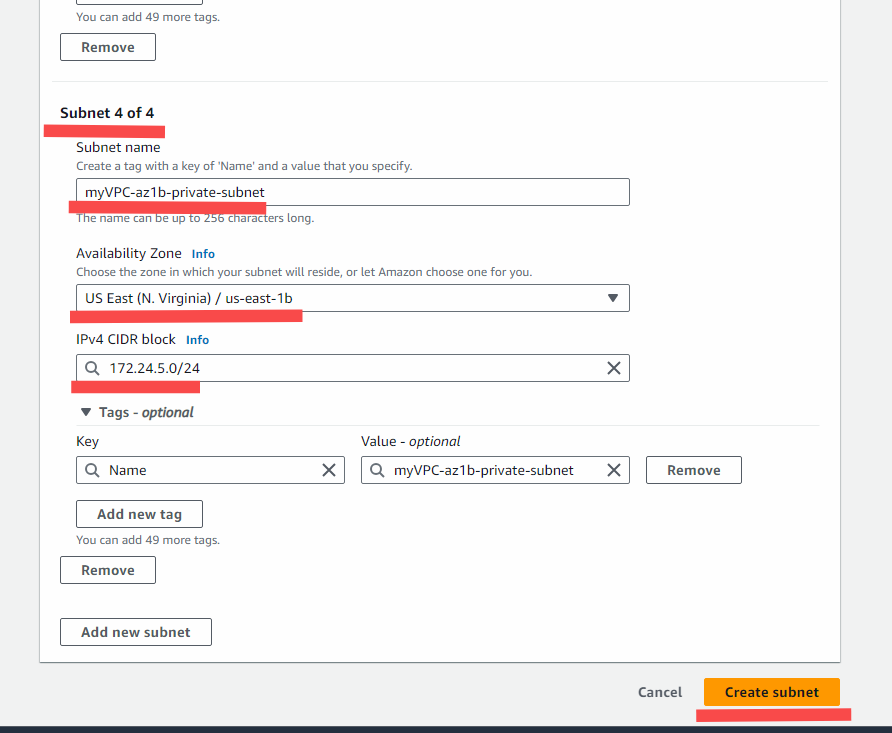 You can add 49 more tags.
Remove
Subnet 4 of 4
Subnet name
Create a tag with a key of 'Name' and a value that you specify.
myVPC-az1b-private-subnet
The name can be up to 256 characters long.
Availability Zone Info
Choose the zone in which your subnet will reside, or let Amazon choose one for you.
US East (N. Virginia) / us-east-1b
IPv4 CIDR block Info
172.24.5.0/24
Tags - optional
Key Value - optional
Name myVPC-az1b-private-subnet Remove
Add new tag
You can add 49 more tags.
Remove
Add new subnet
Cancel Create subnet